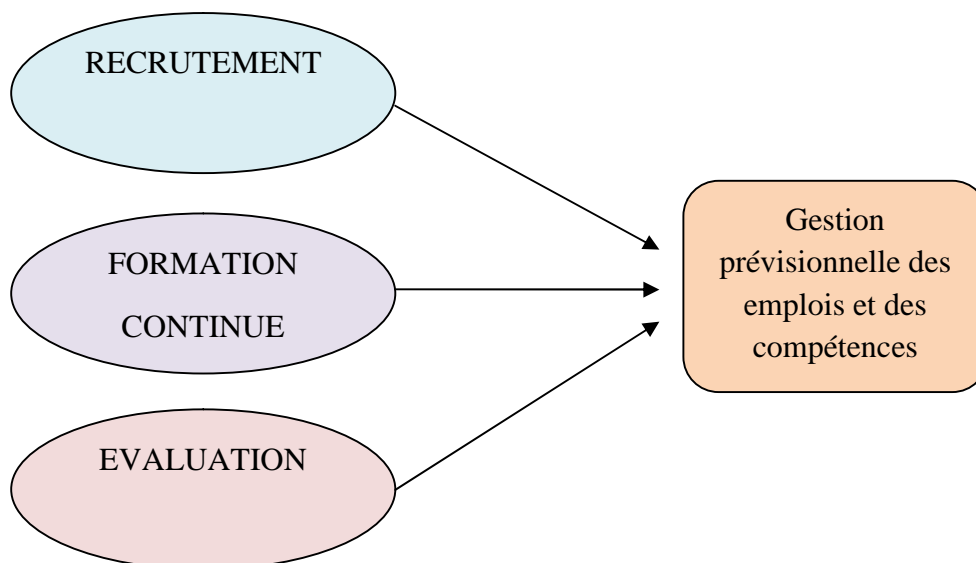 RECRUTEMENT
FORMATION
CONTINUE
EVALUATION
Gestion
prévisionnelle des
emplois et des
compétences